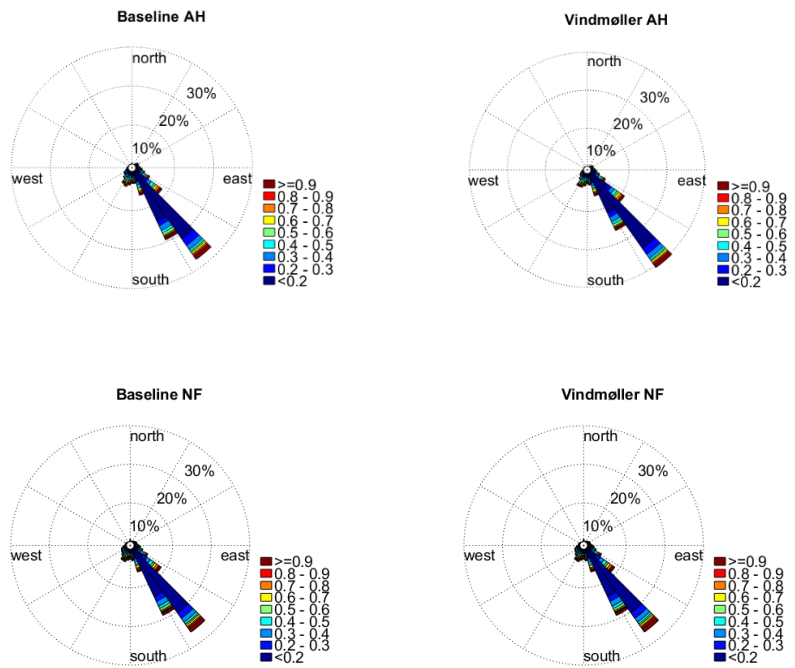 Baseline AH
north
30%
20%
10%
west
east
south
>=0.9
0.8 - 0.9
0.7 - 0.8
0.6 - 0.7
0.5 - 0.6
0.4 - 0.5
0.3 - 0.4
0.2 - 0.3
<0.2
Vindmøller AH
north
30%
20%
10%
west
east
south
>=0.9
0.8 - 0.9
0.7 - 0.8
0.6 - 0.7
0.5 - 0.6
0.4 - 0.5
0.3 - 0.4
0.2 - 0.3
<0.2
Baseline NF
north
30%
20%
10%
west
east
south
>=0.9
0.8 - 0.9
0.7 - 0.8
0.6 - 0.7
0.5 - 0.6
0.4 - 0.5
0.3 - 0.4
0.2 - 0.3
<0.2
Vindmøller NF
north
30%
20%
10%
west
east
south
>=0.9
0.8 - 0.9
0.7 - 0.8
0.6 - 0.7
0.5 - 0.6
0.4 - 0.5
0.3 - 0.4
0.2 - 0.3
<0.2